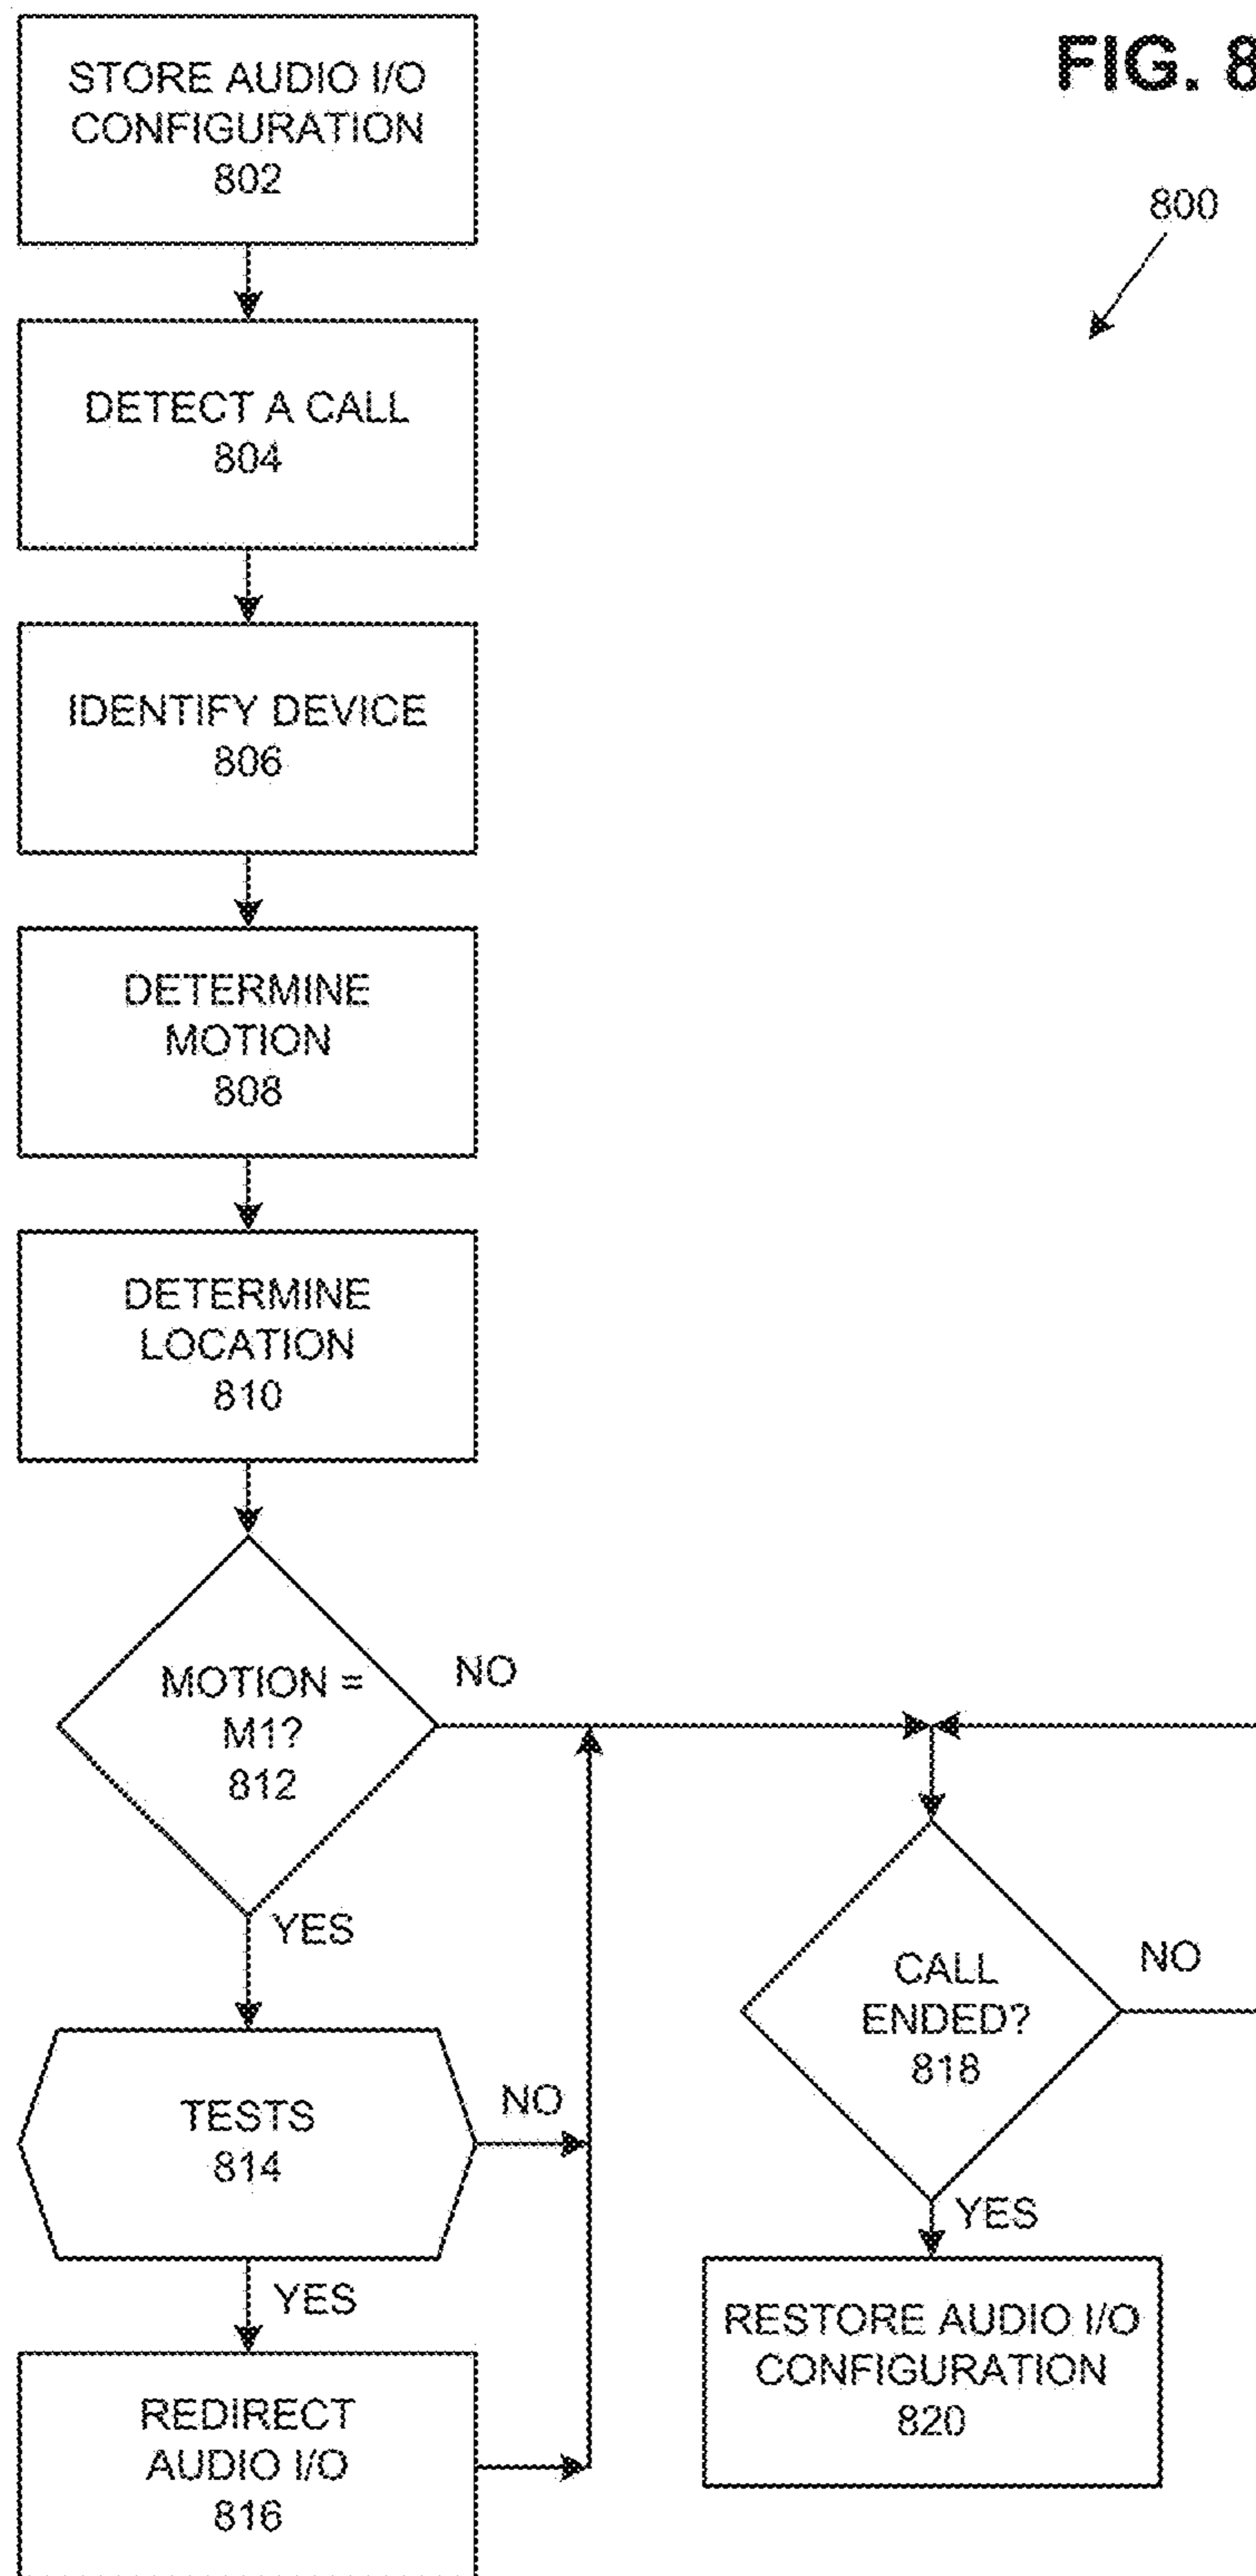 FIG. 8
800
STORE AUDIO I/O
CONFIGURATION
802
DETECT A CALL
804
IDENTIFY DEVICE
806
DETERMINE
MOTION
808
DETERMINE
LOCATION
810
MOTION =
M1?
812
NO
YES
TESTS
814
NO
YES
REDIRECT
AUDIO I/O
816
CALL
ENDED?
818
NO
YES
RESTORE AUDIO I/O
CONFIGURATION
820